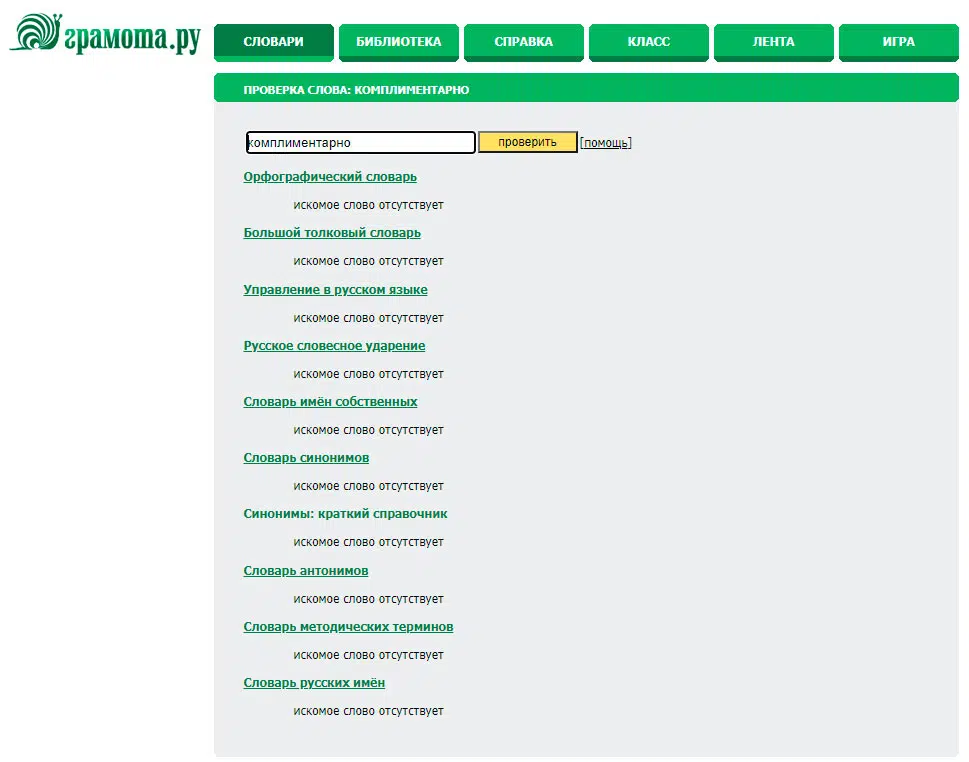 грамота.ру
СЛОВАРИ БИБЛИОТЕКА СПРАВКА КЛАСС ЛЕНТА ИГРА
ПРОВЕРКА СЛОВА: КОМПЛИМЕНТАРНО
комплиментарно проверить [помощь]
Орфографический словарь
искомое слово отсутствует
Большой толковый словарь
искомое слово отсутствует
Управление в русском языке
искомое слово отсутствует
Русское словесное ударение
искомое слово отсутствует
Словарь имён собственных
искомое слово отсутствует
Словарь синонимов
искомое слово отсутствует
Синонимы: краткий справочник
искомое слово отсутствует
Словарь антонимов
искомое слово отсутствует
Словарь методических терминов
искомое слово отсутствует
Словарь русских имён
искомое слово отсутствует